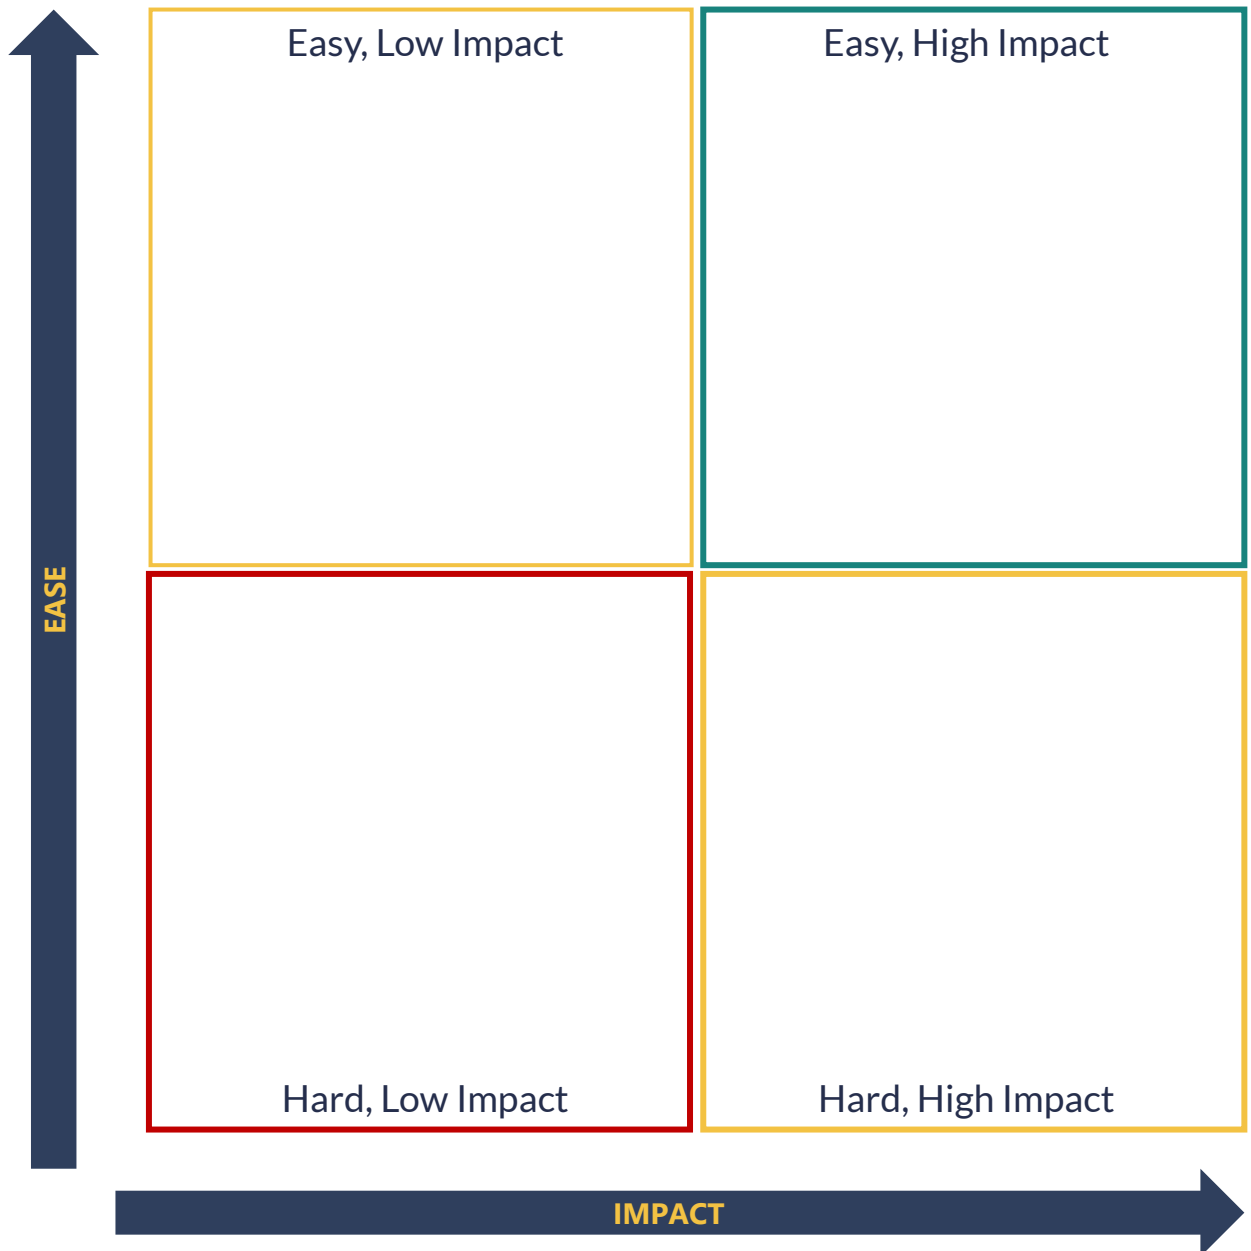 Easy, Low Impact
Easy, High Impact
EASE
Hard, Low Impact
Hard, High Impact
IMPACT